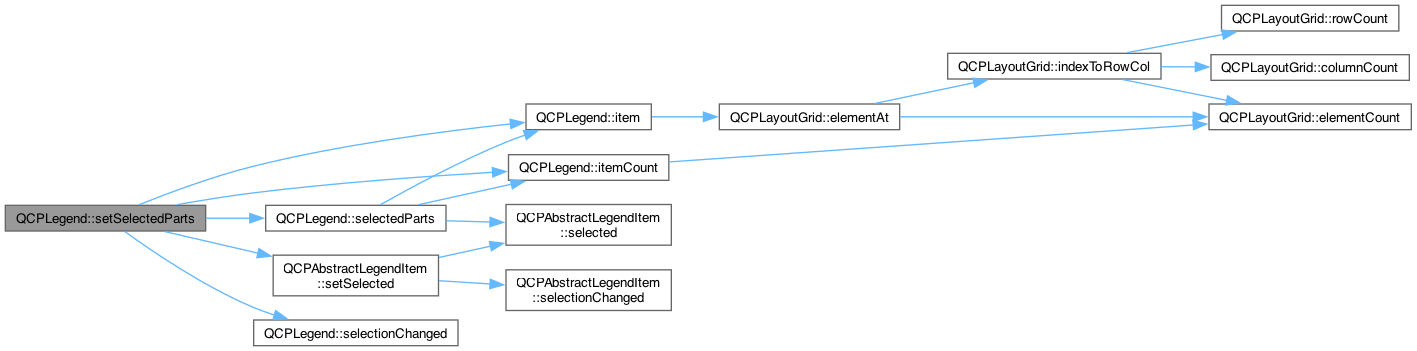 QCPLegend::setSelectedParts
QCPLegend::item
QCPLegend::itemCount
QCPLegend::selectedParts
QCPAbstractLegendItem
::setSelected
QCPLegend::selectionChanged
QCPAbstractLegendItem
::selected
QCPAbstractLegendItem
::selectionChanged
QCPLayoutGrid::elementAt
QCPLayoutGrid::indexToRowCol
QCPLayoutGrid::rowCount
QCPLayoutGrid::columnCount
QCPLayoutGrid::elementCount